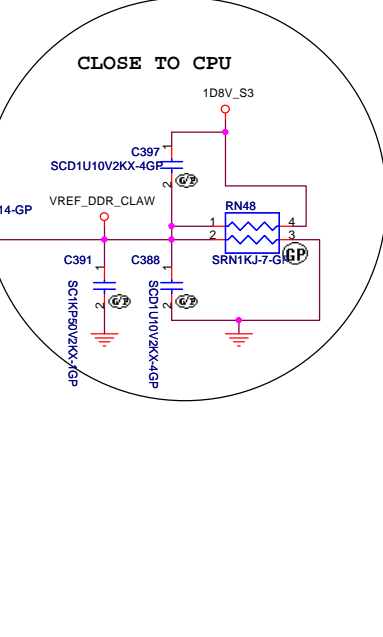 CLOSE TO CPU
1D8V_S3
C397
1
SCD1U10V2KX-4GP
2
G/P
14-GP
VREF_DDR_CLAW
RN48
1
4
2
3
SRN1KJ-7-GP
GP
C391
1
C388
1
2
G/P
2
G/P
SC1KP50V2KX-1GP
SCD1U10V2KX-4GP